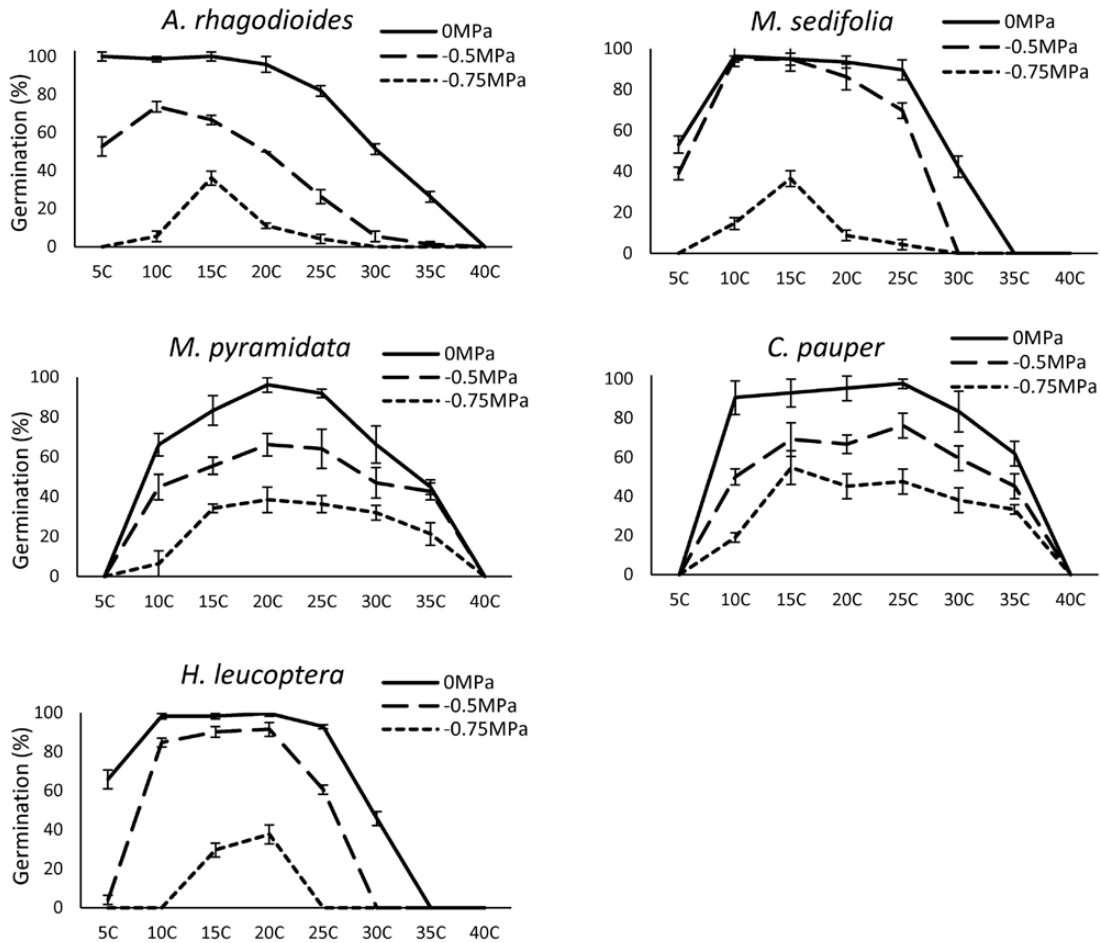 A. rhagodioides
0MPa
-0.5MPa
-0.75MPa
Germination (%)
100
80
60
40
20
0
5C 10C 15C 20C 25C 30C 35C 40C
M. sedifolia
0MPa
-0.5MPa
-0.75MPa
100
80
60
40
20
0
5C 10C 15C 20C 25C 30C 35C 40C
M. pyramidata
0MPa
-0.5MPa
-0.75MPa
100
80
60
40
20
0
5C 10C 15C 20C 25C 30C 35C 40C
C. pauper
0MPa
-0.5MPa
-0.75MPa
100
80
60
40
20
0
5C 10C 15C 20C 25C 30C 35C 40C
H. leucoptera
0MPa
-0.5MPa
-0.75MPa
Germination (%)
100
80
60
40
20
0
5C 10C 15C 20C 25C 30C 35C 40C